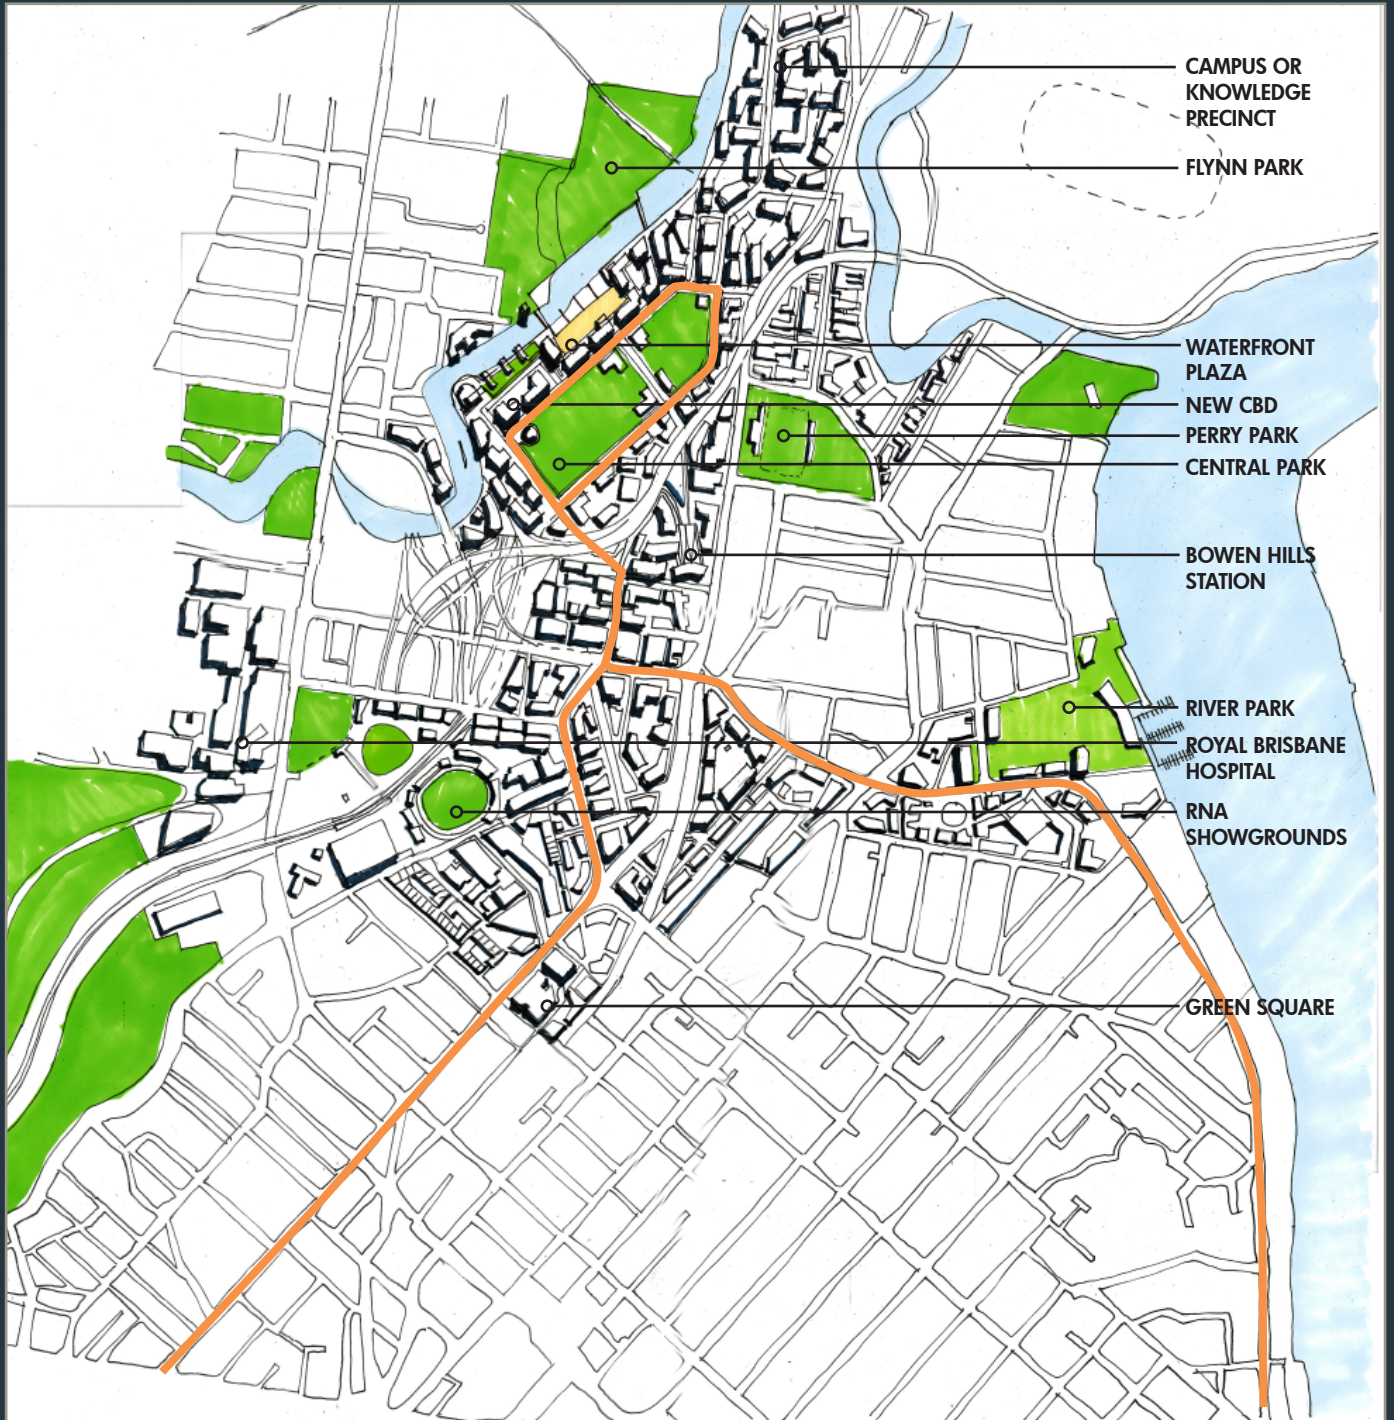 CAMPUS OR
KNOWLEDGE
PRECINCT
FLYNN PARK
WATERFRONT
PLAZA
NEW CBD
PERRY PARK
CENTRAL PARK
BOWEN HILLS
STATION
RIVER PARK
ROYAL BRISBANE
HOSPITAL
RNA
SHOWGROUNDS
GREEN SQUARE